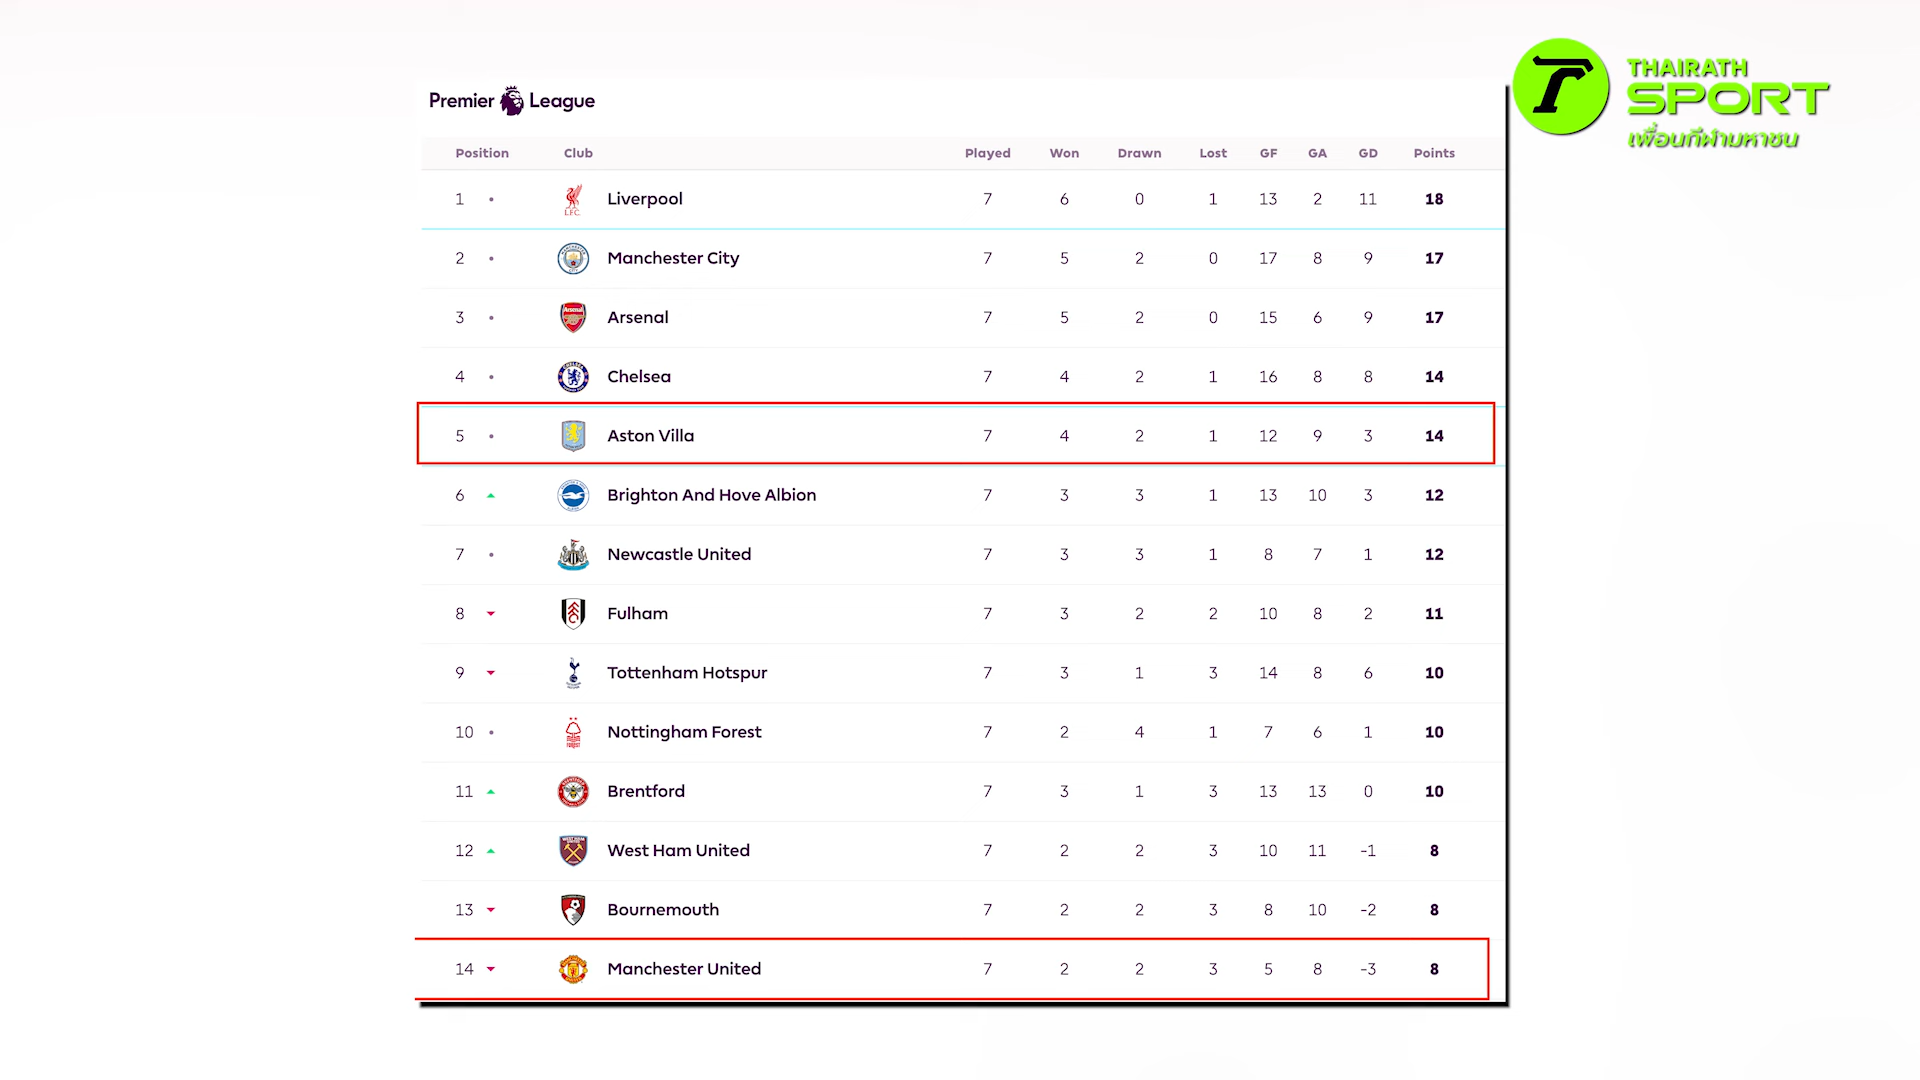 THAIRATH
SPORT
เพื่อนกีฬามหาชน
Premier League
Position Club Played Won Drawn Lost GF GA GD Points
1 Liverpool 7 6 0 1 13 2 11 18
2 Manchester City 7 5 2 0 17 8 9 17
3 Arsenal 7 5 2 0 15 6 9 17
4 Chelsea 7 4 2 1 16 8 8 14
5 Aston Villa 7 4 2 1 12 9 3 14
6 Brighton And Hove Albion 7 3 3 1 13 10 3 12
7 Newcastle United 7 3 3 1 8 7 1 12
8 Fulham 7 3 2 2 10 8 2 11
9 Tottenham Hotspur 7 3 1 3 14 8 6 10
10 Nottingham Forest 7 2 4 1 7 6 1 10
11 Brentford 7 3 1 3 13 13 0 10
12 West Ham United 7 2 2 3 10 11 -1 8
13 Bournemouth 7 2 2 3 8 10 -2 8
14 Manchester United 7 2 2 3 5 8 -3 8